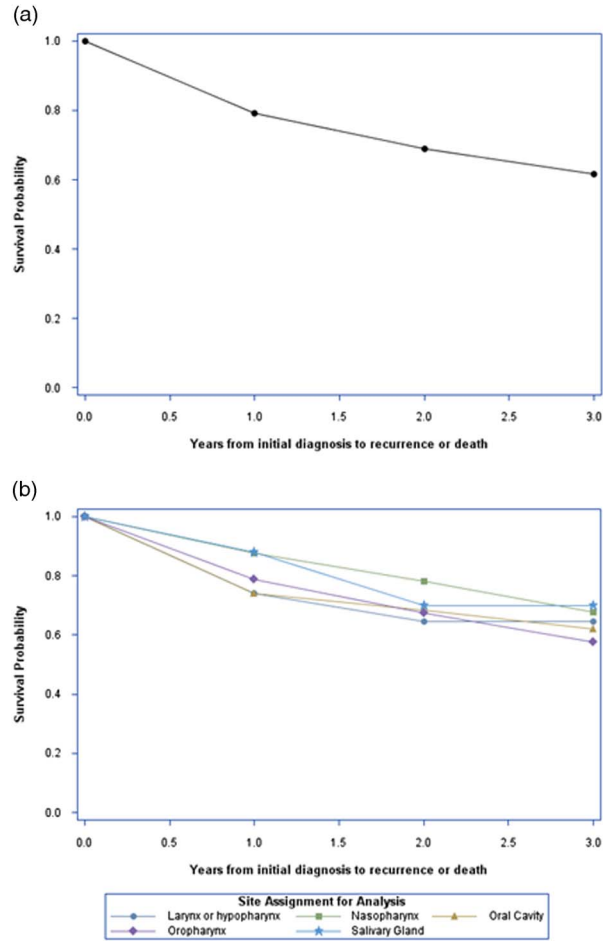 (a)
1.0
0.8
0.6
0.4
0.2
0.0
Survival Probability
0.0 0.5 1.0 1.5 2.0 2.5 3.0
Years from initial diagnosis to recurrence or death
(b)
1.0
0.8
0.6
0.4
0.2
0.0
Survival Probability
0.0 0.5 1.0 1.5 2.0 2.5 3.0
Years from initial diagnosis to recurrence or death
Site Assignment for Analysis
Larynx or hypopharynx Nasopharynx Oral Cavity
Oropharynx Salivary Gland